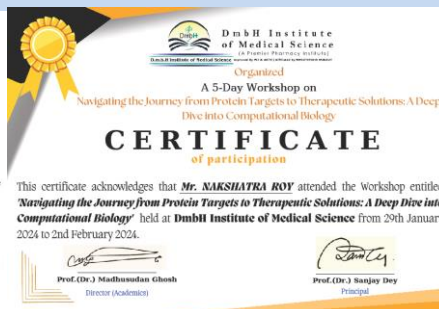 DmbH Institute
of Medical Science
(A Premier Pharmacy Institute)
DmbH
D.m.b.H Institute of Medical Science
Organized
A 5-Day Workshop on
Navigating the Journey from Protein Targets to Therapeutic Solutions: A Deep
Dive into Computational Biology
CERTIFICATE
of participation
This certificate acknowledges that Mr. NAKSHATRA ROY attended the Workshop entitle
'Navigating the Journey from Protein Targets to Therapeutic Solutions: A Deep Dive into
Computational Biology' held at DmbH Institute of Medical Science from 29th January
2024 to 2nd February 2024.
Prof.(Dr.) Madhusudan Ghosh
Director (Academics)
Prof.(Dr.) Sanjay Dey
Principal